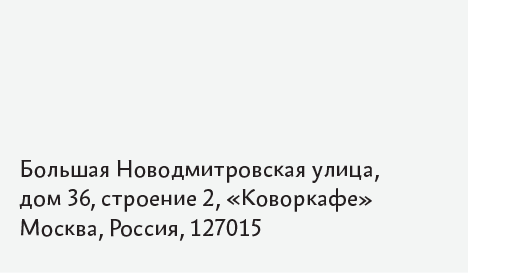 Большая Новодмитровская улица,
дом 36, строение 2, «Коворкафе»
Москва, Россия, 127015